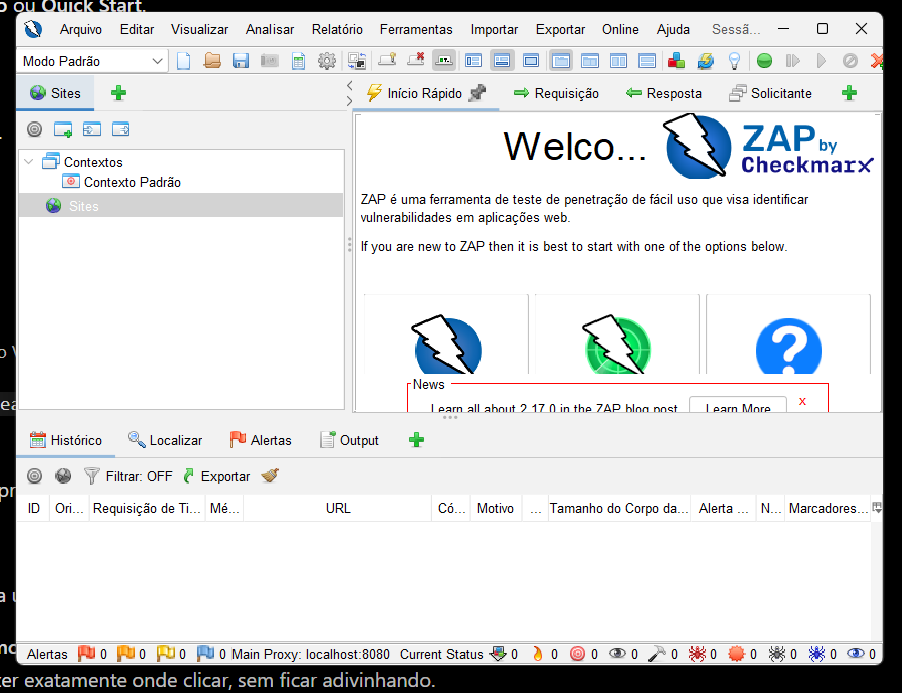 o ou Quick Start.
Arquivo Editar Visualizar Analisar Relatório Ferramentas Importar Exportar Online Ajuda Sessã...
Modo Padrão
Sites
Início Rápido Requisição Resposta Solicitante
Contextos
Contexto Padrão
Sites
Welco...
ZAP by
Checkmarx
ZAP é uma ferramenta de teste de penetração de fácil uso que visa identificar
vulnerabilidades em aplicações web.
If you are new to ZAP then it is best to start with one of the options below.
News
Learn all about 2.17.0 in the ZAP blog post Learn More x
Histórico Localizar Alertas Output
Filtrar: OFF Exportar
ID Ori... Requisição de Ti... Mé... URL Có... Motivo ... Tamanho do Corpo da... Alerta ... N... Marcadores...
Alertas 0 0 0 0 Main Proxy: localhost:8080 Current Status 0 0 0 0 0 0 0 0 0 0
ter exatamente onde clicar, sem ficar adivinhando.